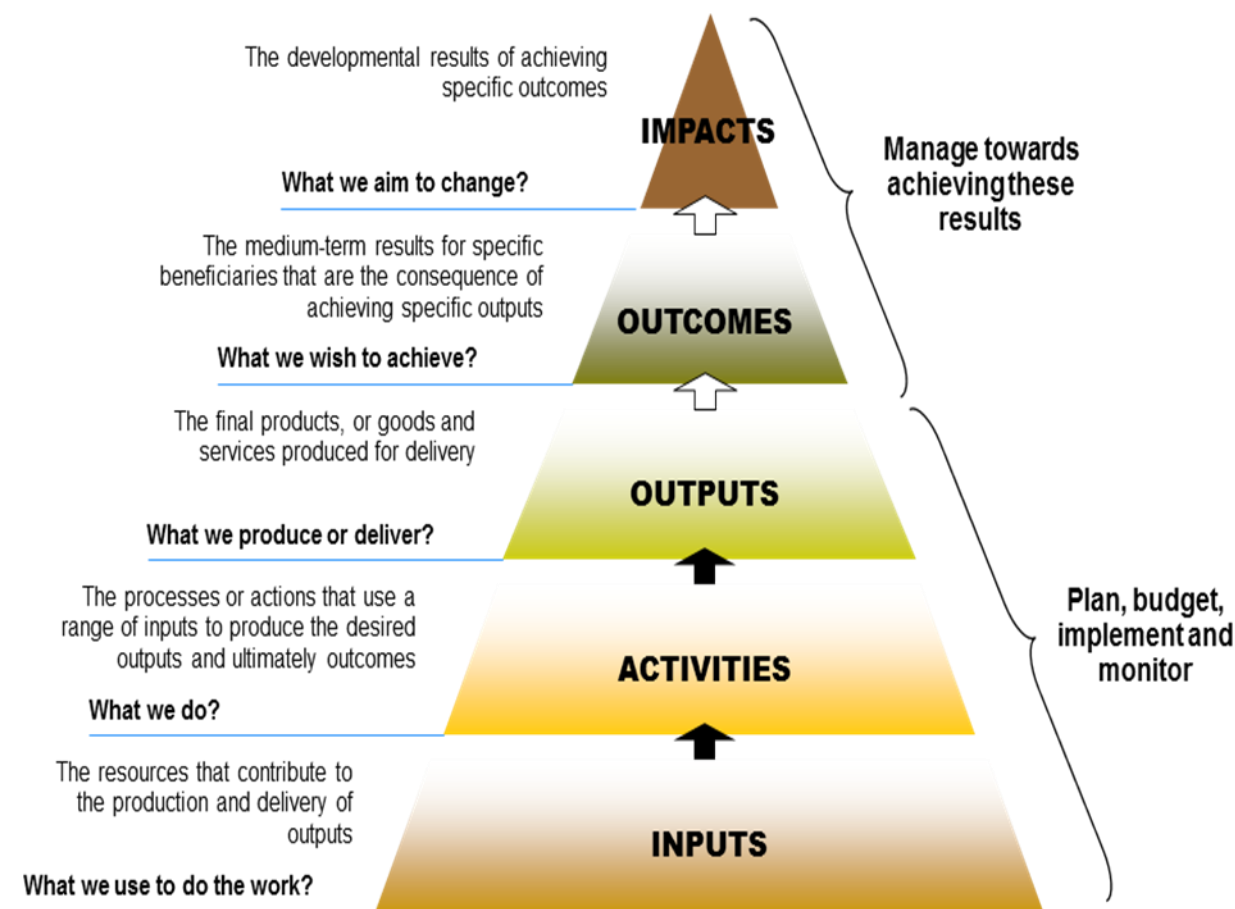 The developmental results of achieving
specific outcomes
IMPACTS
What we aim to change?
Manage towards
achieving these
results
The medium-term results for specific
beneficiaries that are the consequence of
achieving specific outputs
OUTCOMES
What we wish to achieve?
The final products, or goods and
services produced for delivery
OUTPUTS
What we produce or deliver?
The processes or actions that use a
range of inputs to produce the desired
outputs and ultimately outcomes
ACTIVITIES
What we do?
Plan, budget,
implement and
monitor
The resources that contribute to
the production and delivery of
outputs
INPUTS
What we use to do the work?